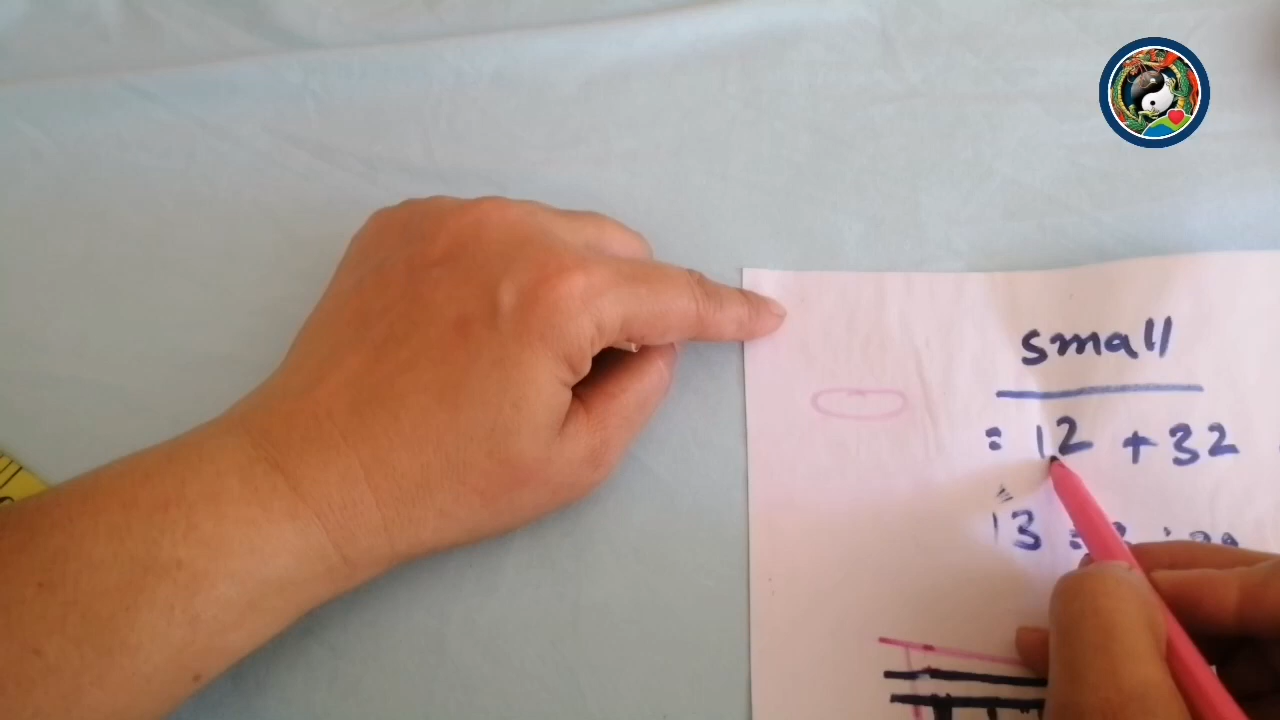 small
= 12 + 32
13 =